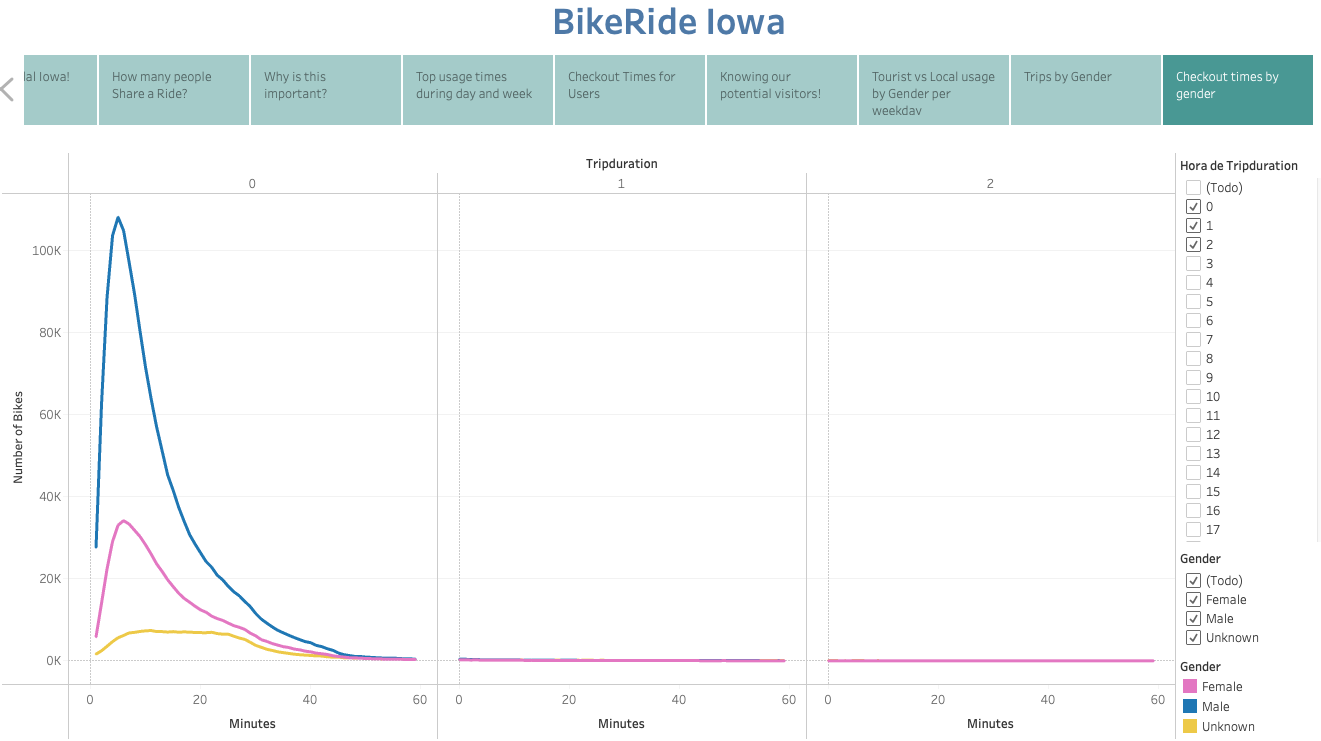 BikeRide Iowa
Iowa!
How many people
Share a Ride?
Why is this
important?
Top usage times
during day and week
Checkout Times for
Users
Knowing our
potential visitors!
Tourist vs Local usage
by Gender per
weekday
Trips by Gender
Checkout times by
gender
Tripduration
0
1
2
Number of Bikes
100K
80K
60K
40K
20K
0K
0
20
40
60
0
20
40
60
0
20
40
60
Minutes
Minutes
Minutes
Hora de Tripduration
(Todo)
0
1
2
3
4
5
6
7
8
9
10
11
12
13
14
15
16
17
Gender
(Todo)
Female
Male
Unknown
Gender
Female
Male
Unknown